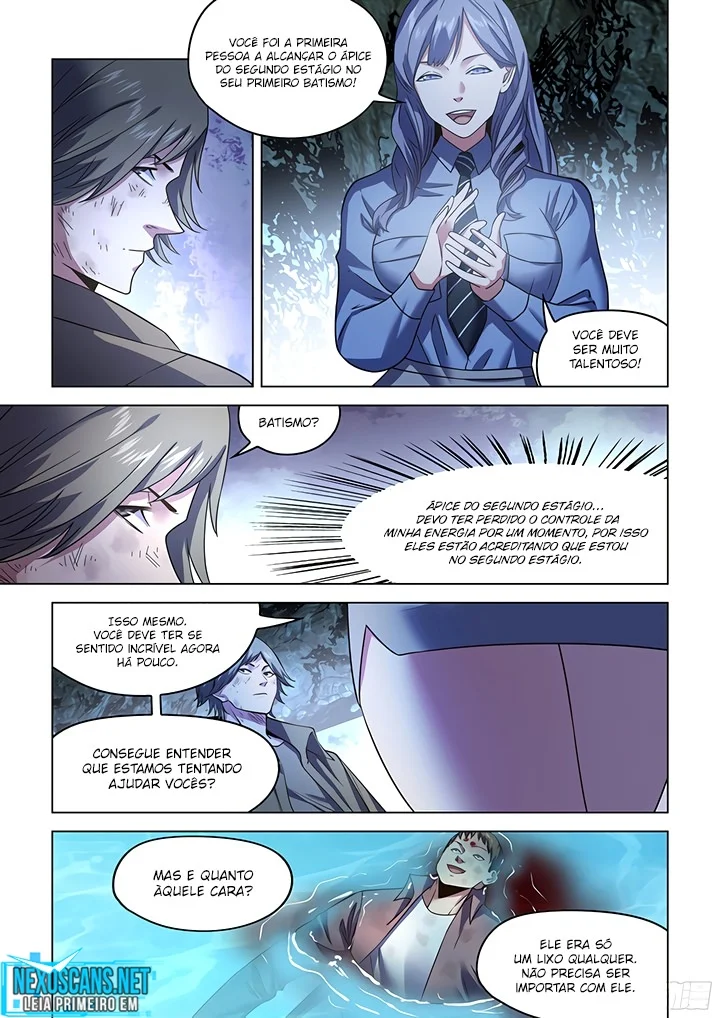 VOCÊ FOI A PRIMEIRA
PESSOA A ALCANÇAR O ÁPICE
DO SEGUNDO ESTÁGIO NO
SEU PRIMEIRO BATISMO!
VOCÊ DEVE
SER MUITO
TALENTOSO!
BATISMO?
ÁPICE DO SEGUNDO ESTÁGIO...
DEVO TER PERDIDO O CONTROLE DA
MINHA ENERGIA POR UM MOMENTO, POR ISSO
ELES ESTÃO ACREDITANDO QUE ESTOU
NO SEGUNDO ESTÁGIO.
ISSO MESMO.
VOCÊ DEVE TER SE
SENTIDO INCRÍVEL AGORA
HÁ POUCO.
CONSEGUE ENTENDER
QUE ESTAMOS TENTANDO
AJUDAR VOCÊS?
MAS E QUANTO
ÀQUELE CARA?
ELE ERA SÓ
UM LIXO QUALQUER.
NÃO PRECISA SER
IMPORTAR COM ELE.
NEXUSCANS.NET
LEIA PRIMEIRO EM